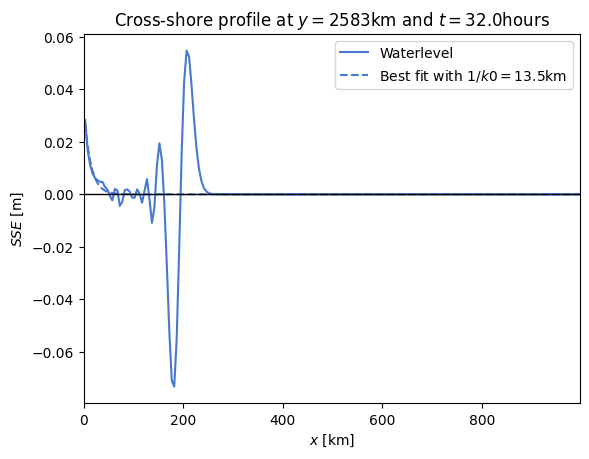 Cross-shore profile at y = 2583km and t = 32.0hours
Waterlevel
Best fit with 1/k0 = 13.5km
SSE [m]
0.06
0.04
0.02
0.00
−0.02
−0.04
−0.06
0 200 400 600 800
x [km]